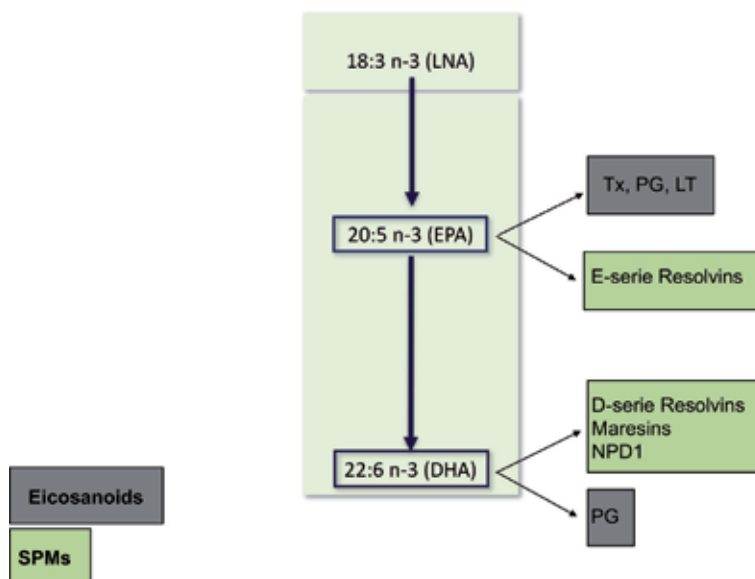 18:3 n-3 (LNA)
Tx, PG, LT
20:5 n-3 (EPA)
E-serie Resolvins
D-serie Resolvins
Maresins
NPD1
22:6 n-3 (DHA)
PG
Eicosanoids
SPMs